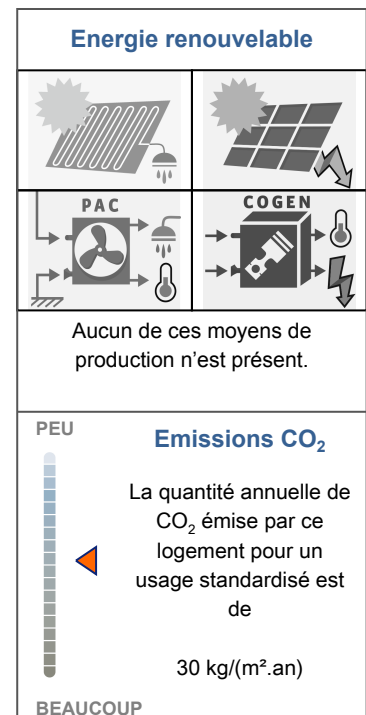 Energie renouvelable
PAC
COGEN
Aucun de ces moyens de
production n'est présent.
PEU
Emissions CO₂
La quantité annuelle de
CO₂ émise par ce
logement pour un
usage standardisé est
de
30 kg/(m².an)
BEAUCOUP